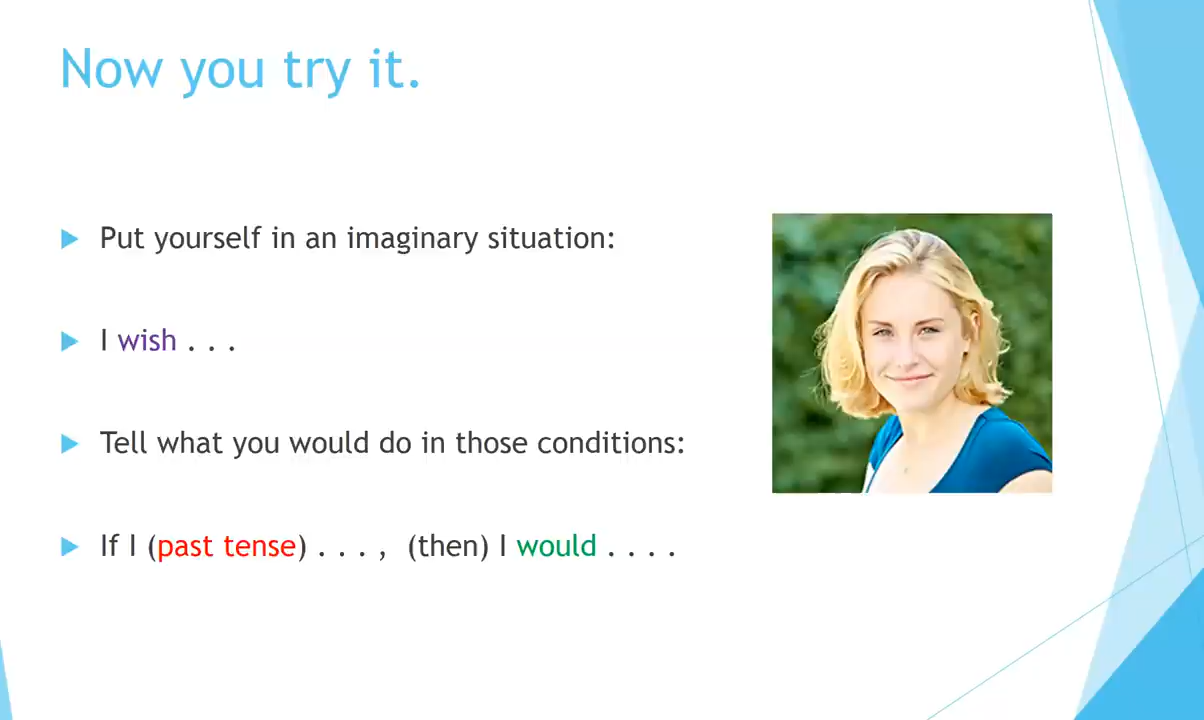 Now you try it.
Put yourself in an imaginary situation:
I wish . . .
Tell what you would do in those conditions:
If I (past tense) . . . , (then) I would . . . .